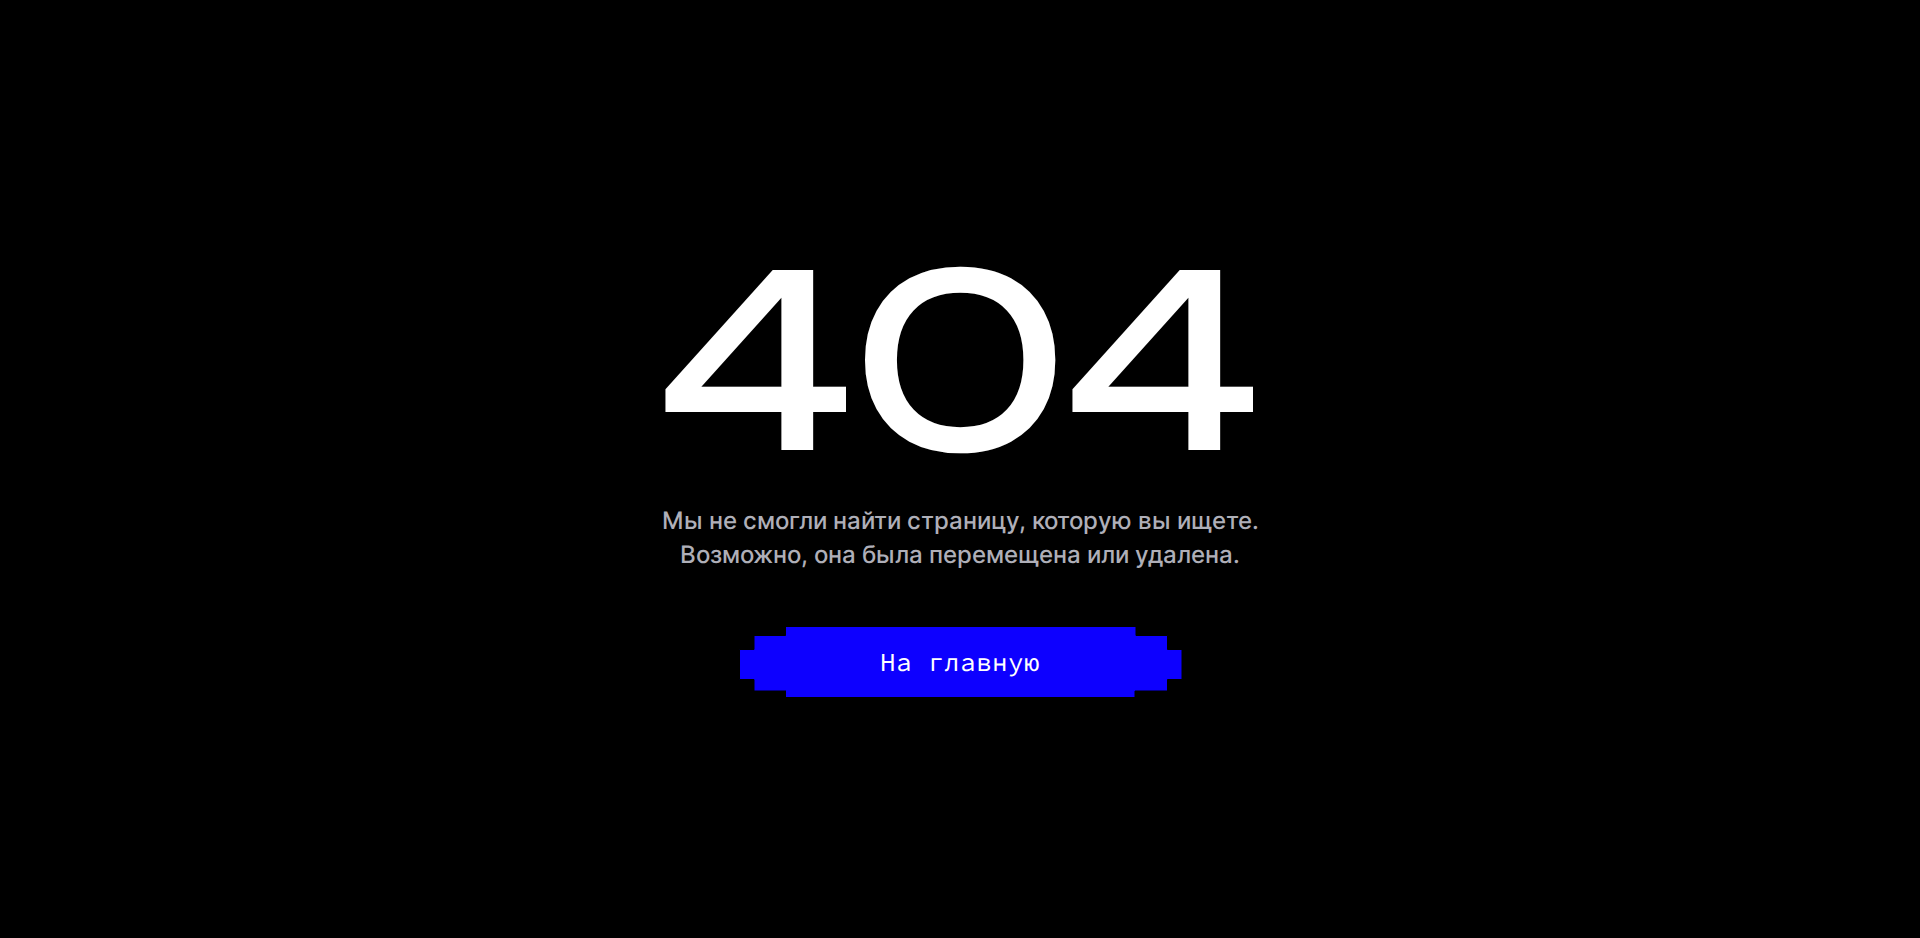 404
Мы не смогли найти страницу, которую вы ищете.
Возможно, она была перемещена или удалена.
На главную